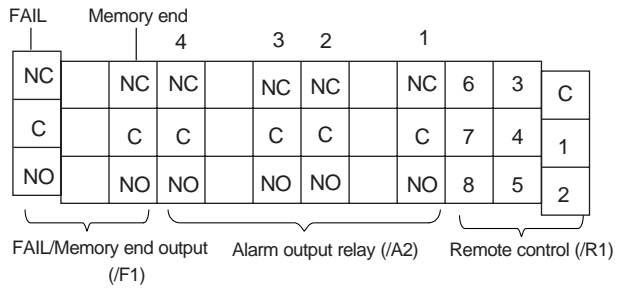 FAIL Memory end
4 3 2 1
NC NC NC NC NC NC 6 3 C
C C C C C C 7 4 1
NO NO NO NO NO NO 8 5 2
FAIL/Memory end output Alarm output relay (/A2) Remote control (/R1)
(/F1)